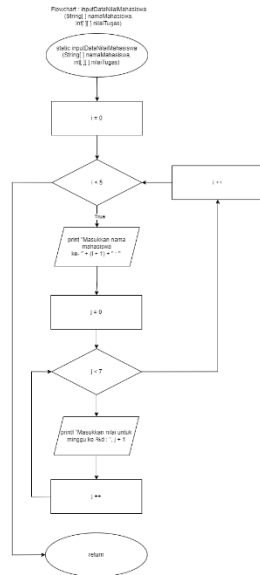 Flowchart : InputDataNilaiMahasiswa
(String[ ] namaMahasiswa,
int[ ][ ] nilaiTugas)
static inputDataNilaiMahasiswa
(String[ ] namaMahasiswa,
int[ ][ ] nilaiTugas)
i = 0
i < 5
i ++
True
print "Masukkan nama
mahasiswa
ke- " + (i + 1) + " : "
j = 0
j < 7
printf "Masukkan nilai untuk
minggu ke %d : ", j + 1
j ++
return